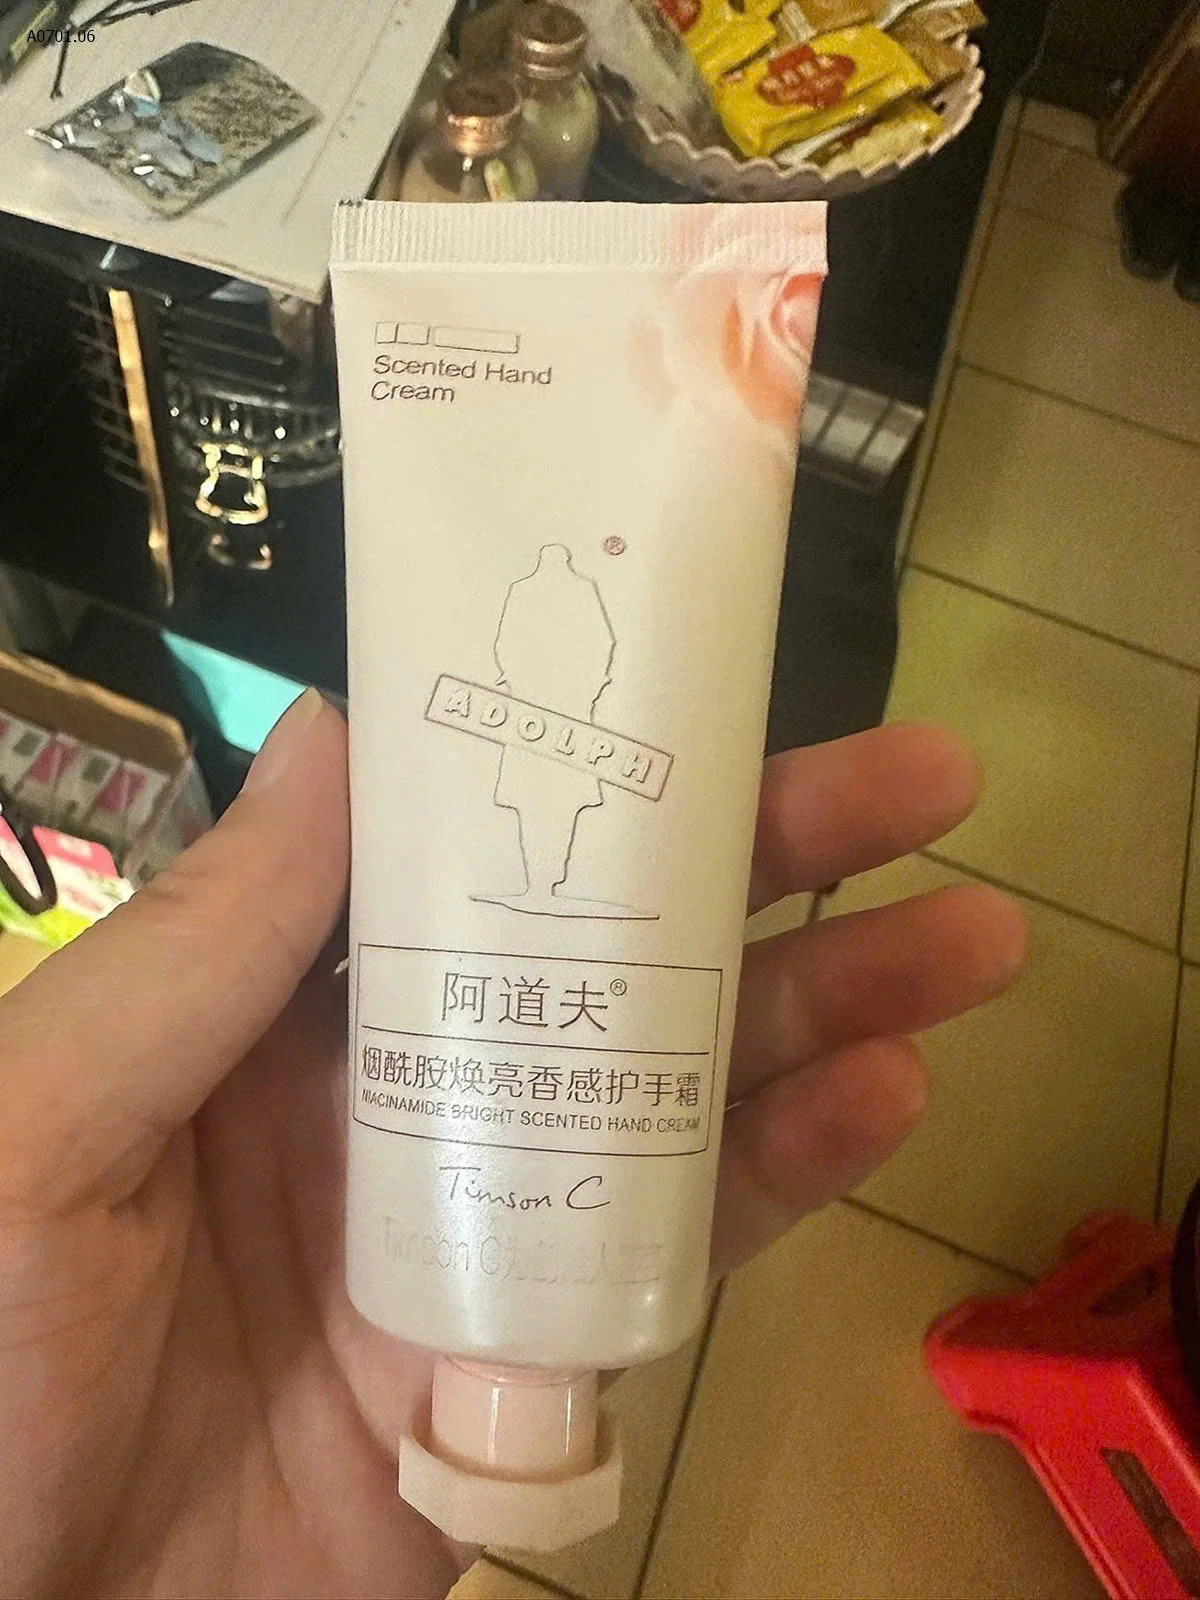 A0701.06
Scented Hand
Cream
®
ADOLPH
阿道夫®
烟酰胺焕亮香感护手霜
NIACINAMIDE BRIGHT SCENTED HAND CREAM
Timson C
Timson C